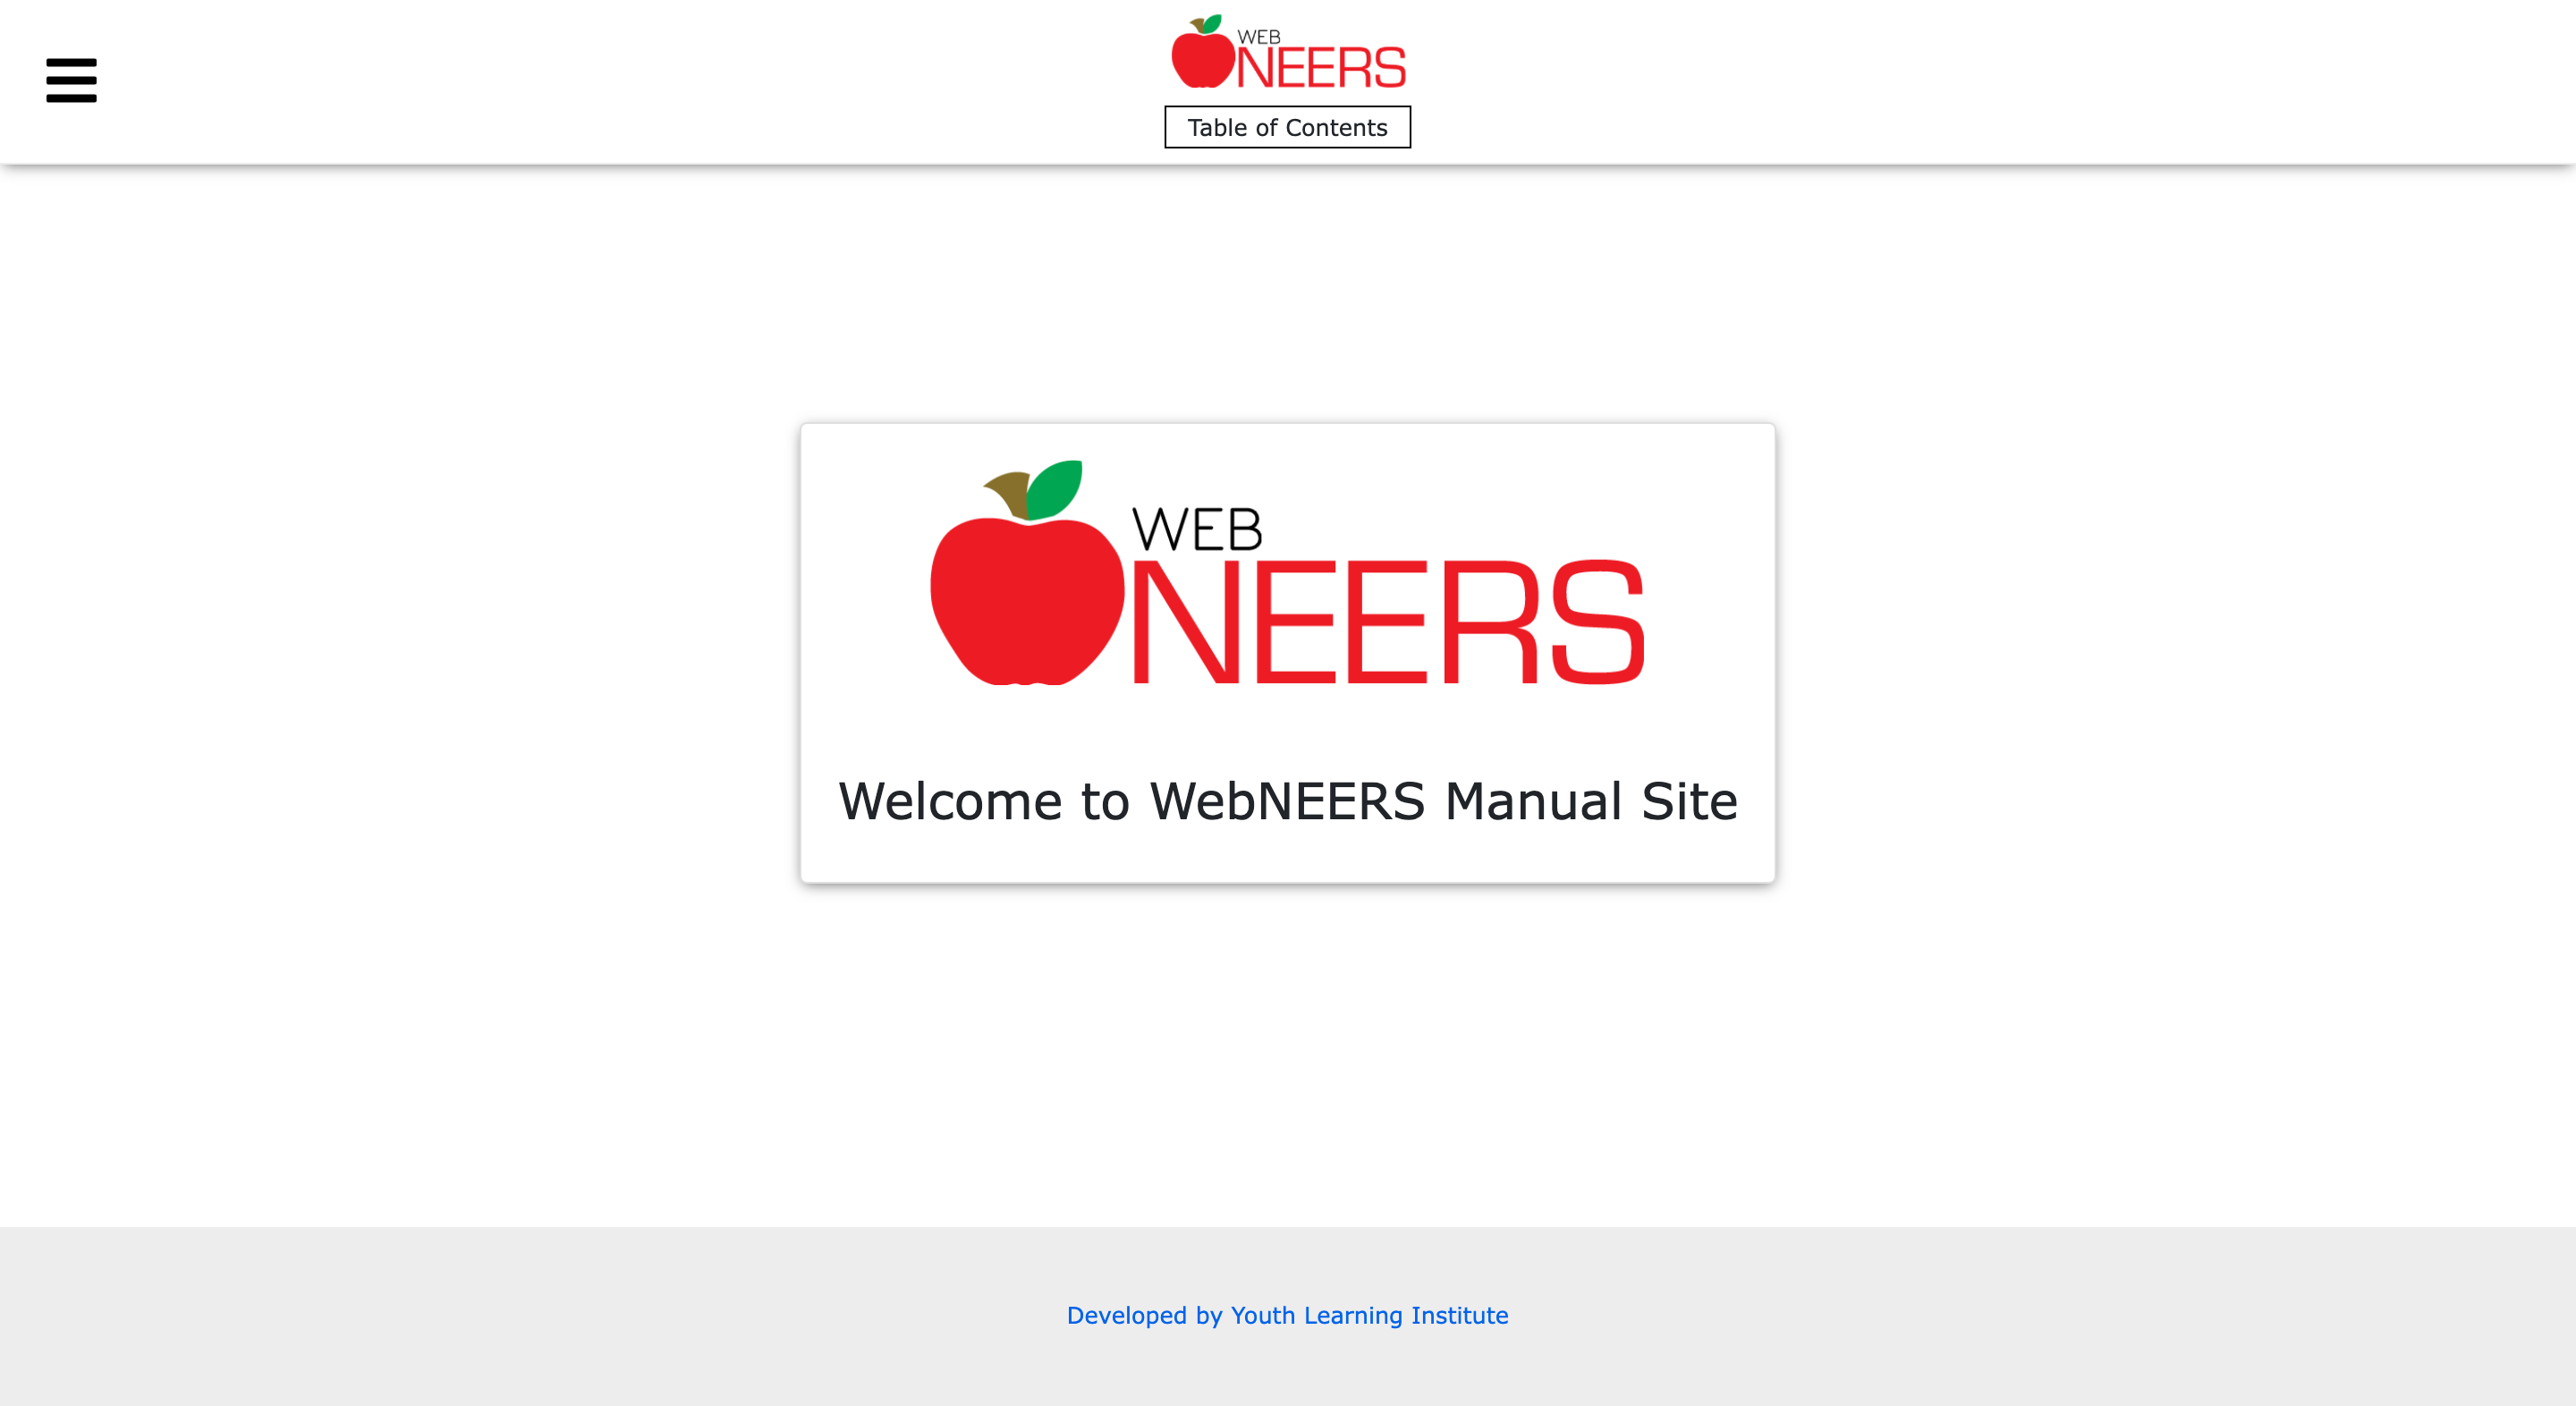 WEB
NEERS
Table of Contents
WEB
NEERS
Welcome to WebNEERS Manual Site
Developed by Youth Learning Institute